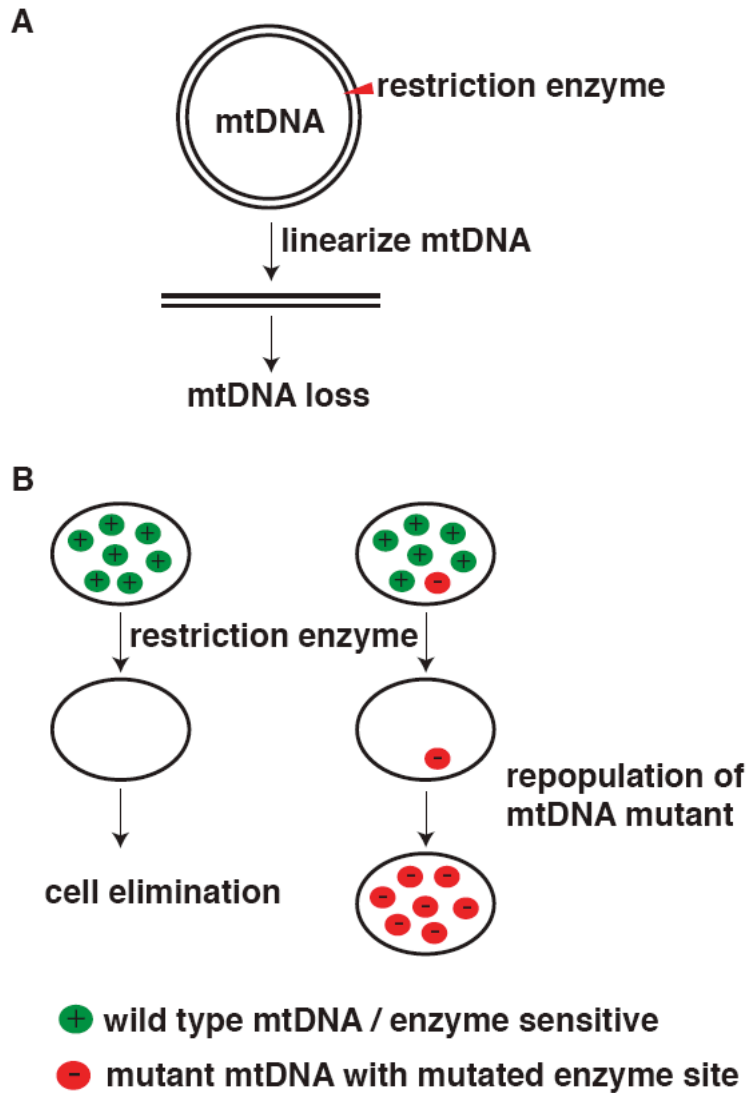 A
restriction enzyme
mtDNA
linearize mtDNA
mtDNA loss
B
+ + + + + + +
+ + + + + + -
restriction enzyme
-
repopulation of
mtDNA mutant
cell elimination
- - - - - - -
+ wild type mtDNA / enzyme sensitive
- mutant mtDNA with mutated enzyme site